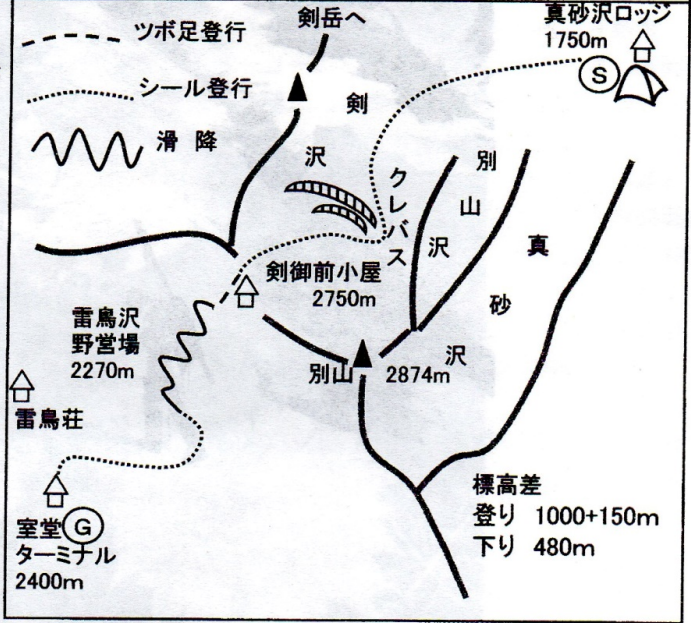 ツボ足登行
シール登行
滑降
剣岳へ
真砂沢ロッジ
1750m
S
剣沢
クレバス
別山沢
真砂沢
剣御前小屋
2750m
雷鳥沢
野営場
2270m
別山
2874m
雷鳥荘
室堂 G
ターミナル
2400m
標高差
登り 1000+150m
下り 480m